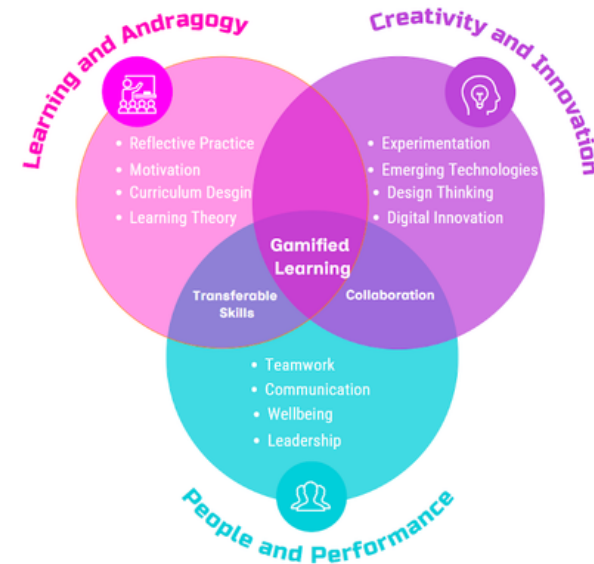 Learning and Andragogy
Creativity and Innovation
• Reflective Practice
• Motivation
• Curriculum Desgin
• Learning Theory
• Experimentation
• Emerging Technologies
• Design Thinking
• Digital Innovation
Gamified
Learning
Transferable
Skills
Collaboration
• Teamwork
• Communication
• Wellbeing
• Leadership
People and Performance